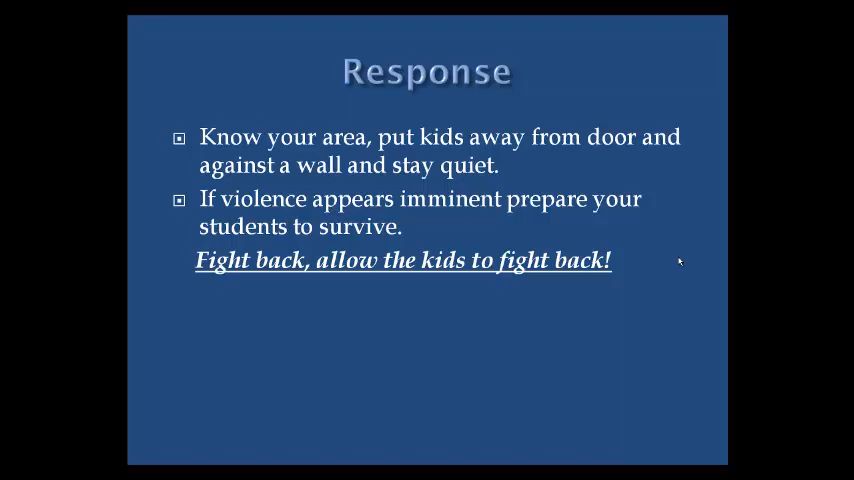 Response
Know your area, put kids away from door and
against a wall and stay quiet.
If violence appears imminent prepare your
students to survive.
Fight back, allow the kids to fight back!